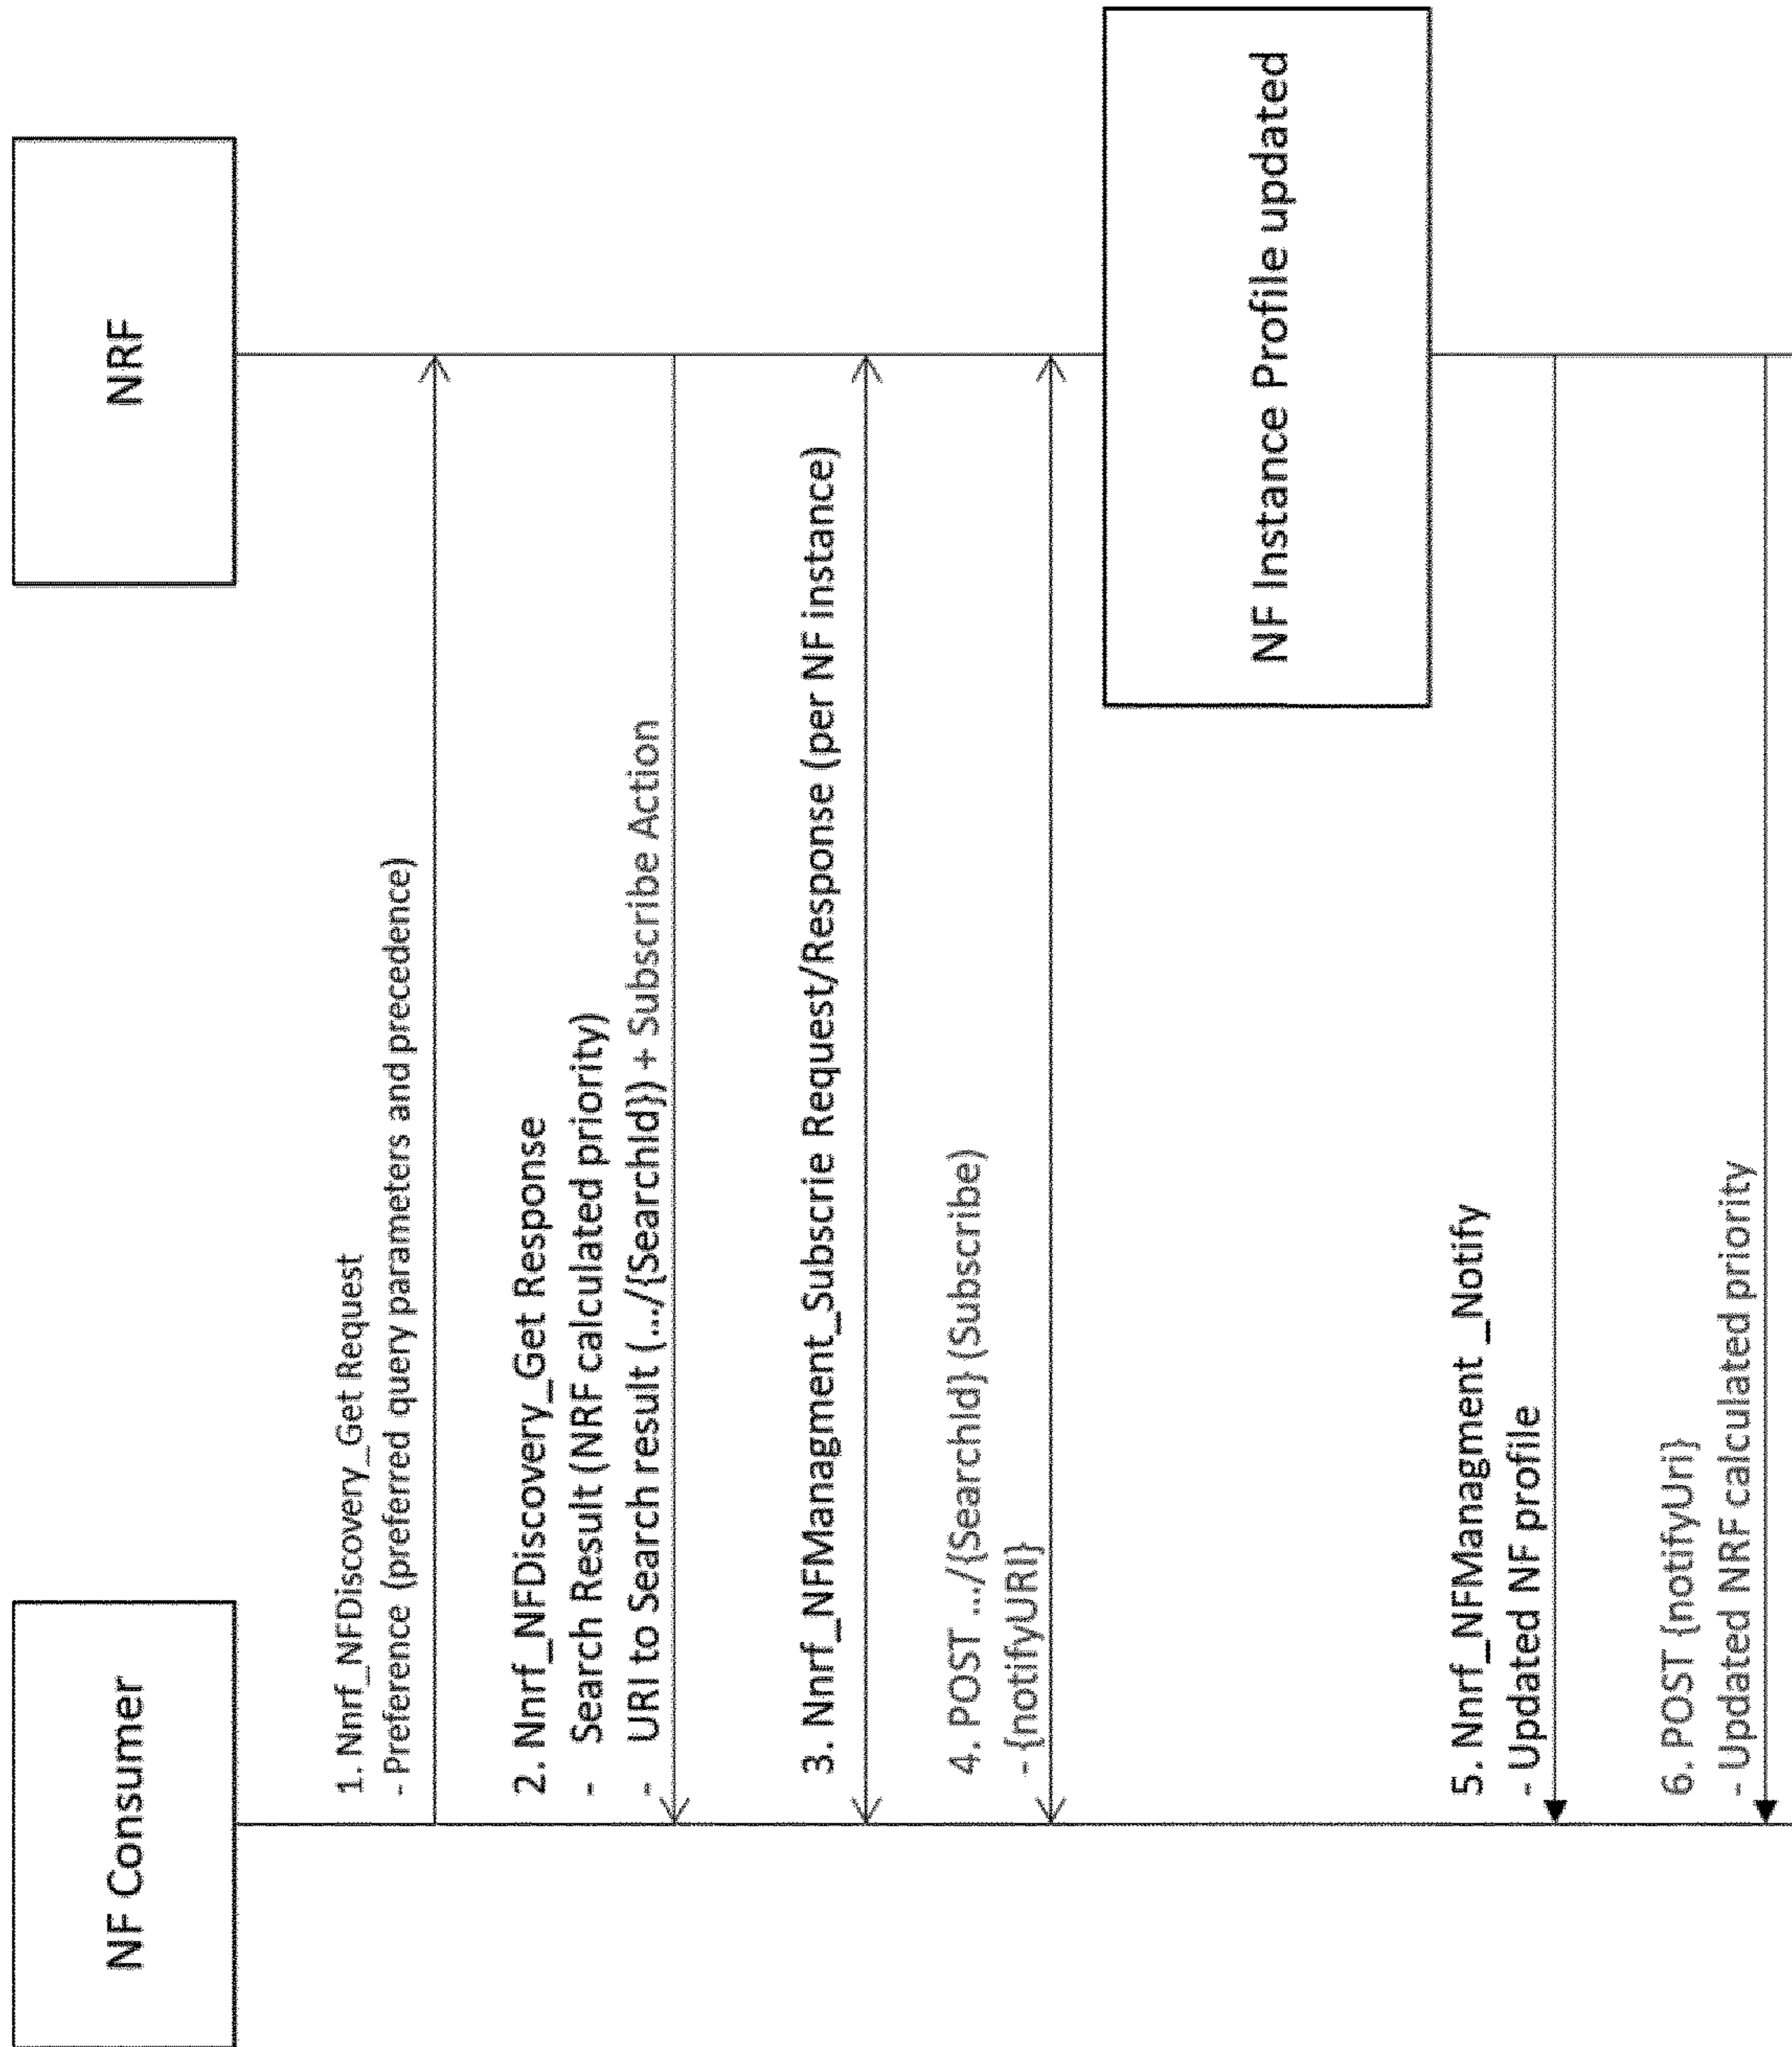 NF Consumer
NRF
1. Nnrf_NFDiscovery_Get Request
- Preference (preferred query parameters and precedence)
2. Nnrf_NFDiscovery_Get Response
- Search Result (NRF calculated priority)
- URI to Search result (.../{SearchId}) + Subscribe Action
3. Nnrf_NFManagment_Subscrie Request/Response (per NF instance)
4. POST .../{SearchId} (Subscribe)
- {notifyURI}
NF Instance Profile updated
5. Nnrf_NFManagment _Notify
- Updated NF profile
6. POST {notifyUri}
- Updated NRF calculated priority